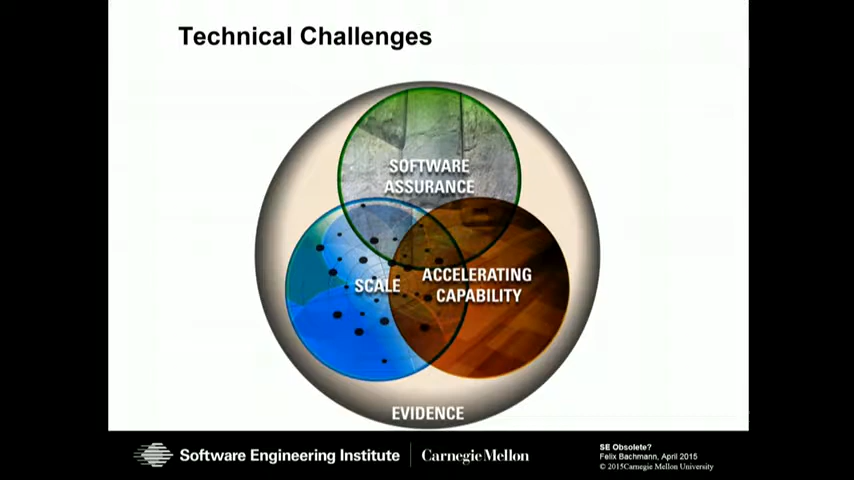 Technical Challenges
SOFTWARE
ASSURANCE
SCALE
ACCELERATING
CAPABILITY
EVIDENCE
Software Engineering Institute
Carnegie Mellon
SE Obsolete?
Felix Bachmann, April 2015
© 2015Carnegie Mellon University